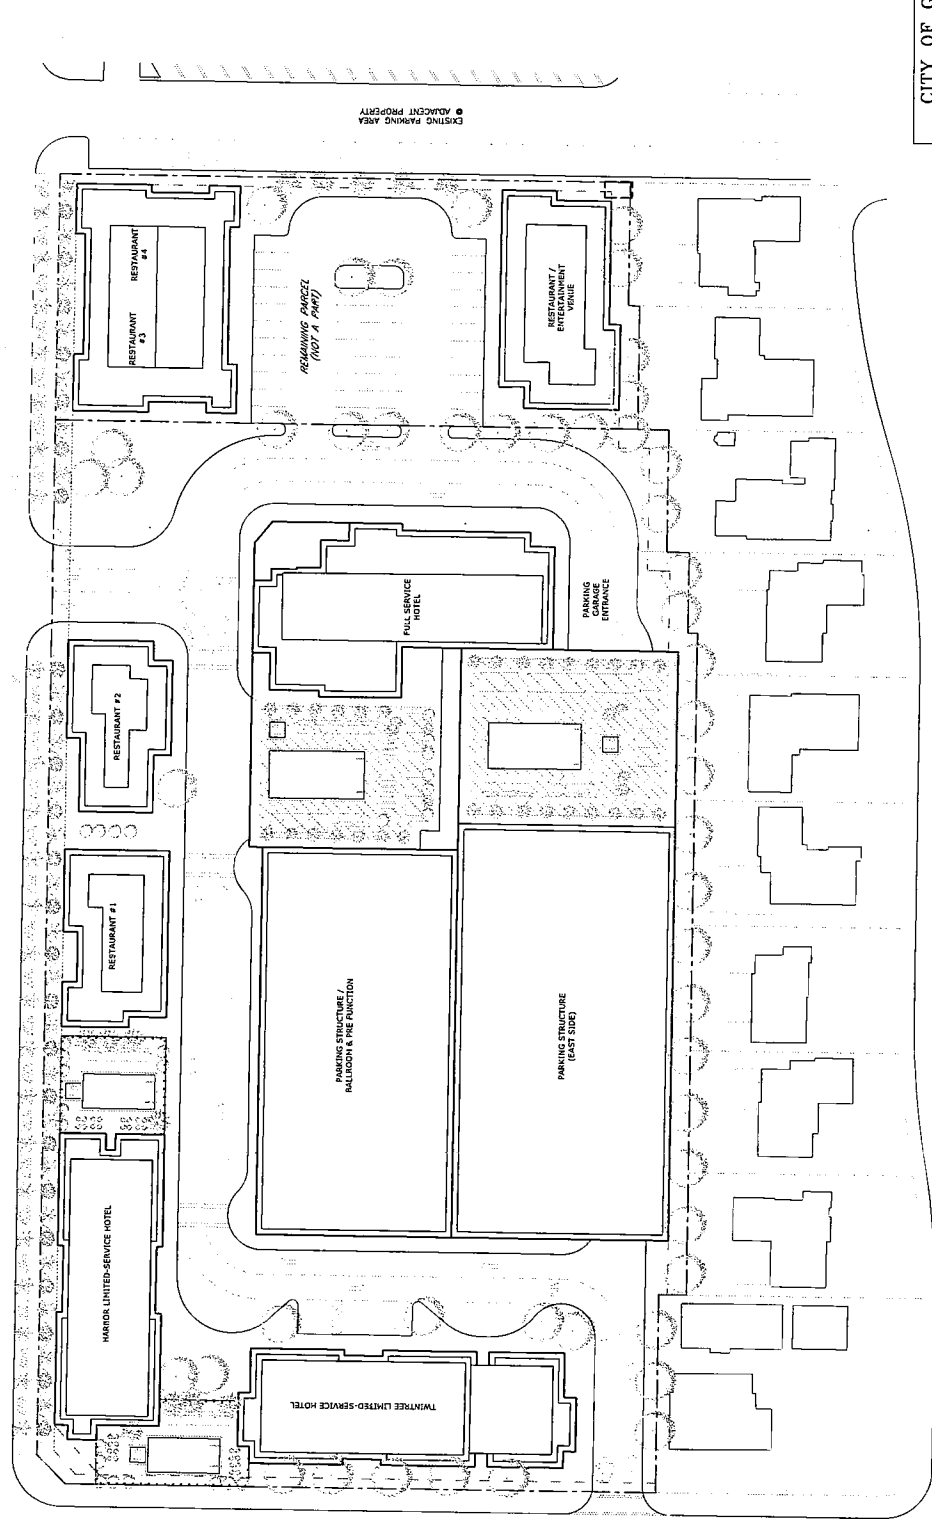 CITY OF G
EXISTING PARKING AREA
@ ADJACENT PROPERTY
RESTAURANT
#4
RESTAURANT
#3
REMAINING PARCEL
(NOT A PART)
RESTAURANT /
ENTERTAINMENT
VENUE
FULL SERVICE
HOTEL
PARKING
GARAGE
ENTRANCE
RESTAURANT #2
RESTAURANT #1
PARKING STRUCTURE /
BALLROOM & PRE FUNCTION
PARKING STRUCTURE
(EAST SIDE)
HARBOR LIMITED-SERVICE HOTEL
TWINTREE LIMITED-SERVICE HOTEL